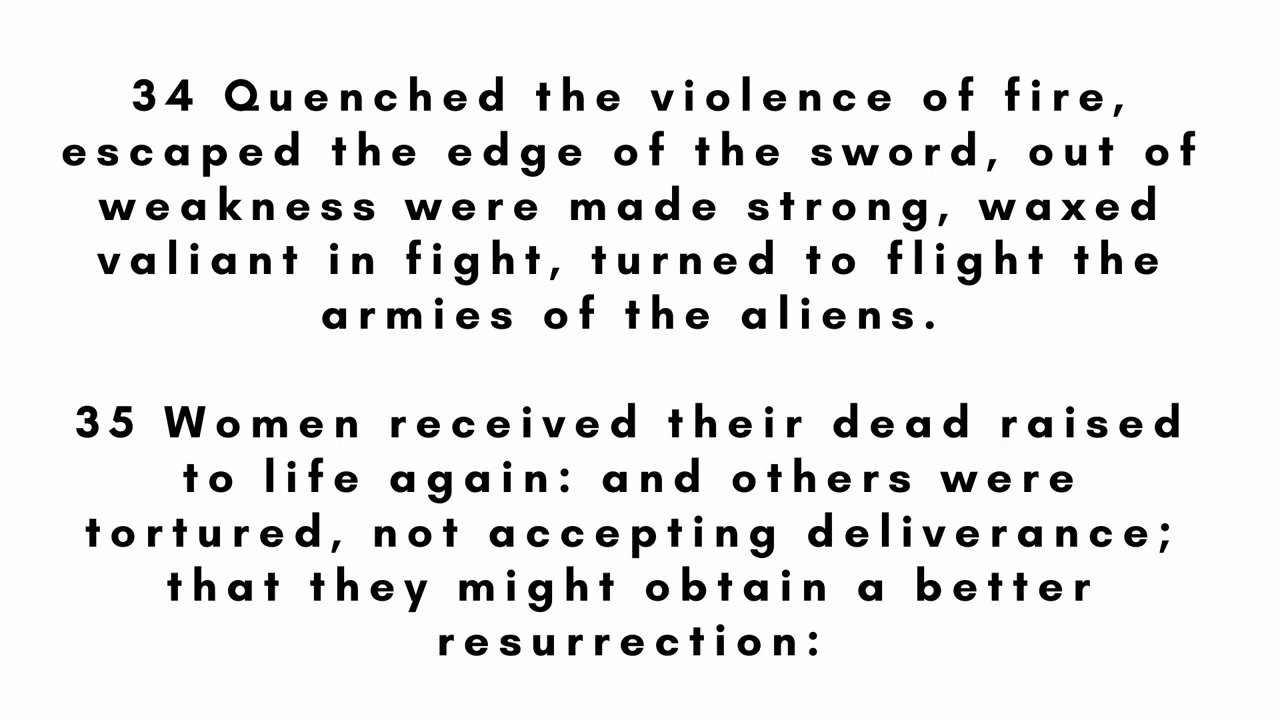 34 Quenched the violence of fire,
escaped the edge of the sword, out of
weakness were made strong, waxed
valiant in fight, turned to flight the
armies of the aliens.
35 Women received their dead raised
to life again: and others were
tortured, not accepting deliverance;
that they might obtain a better
resurrection: